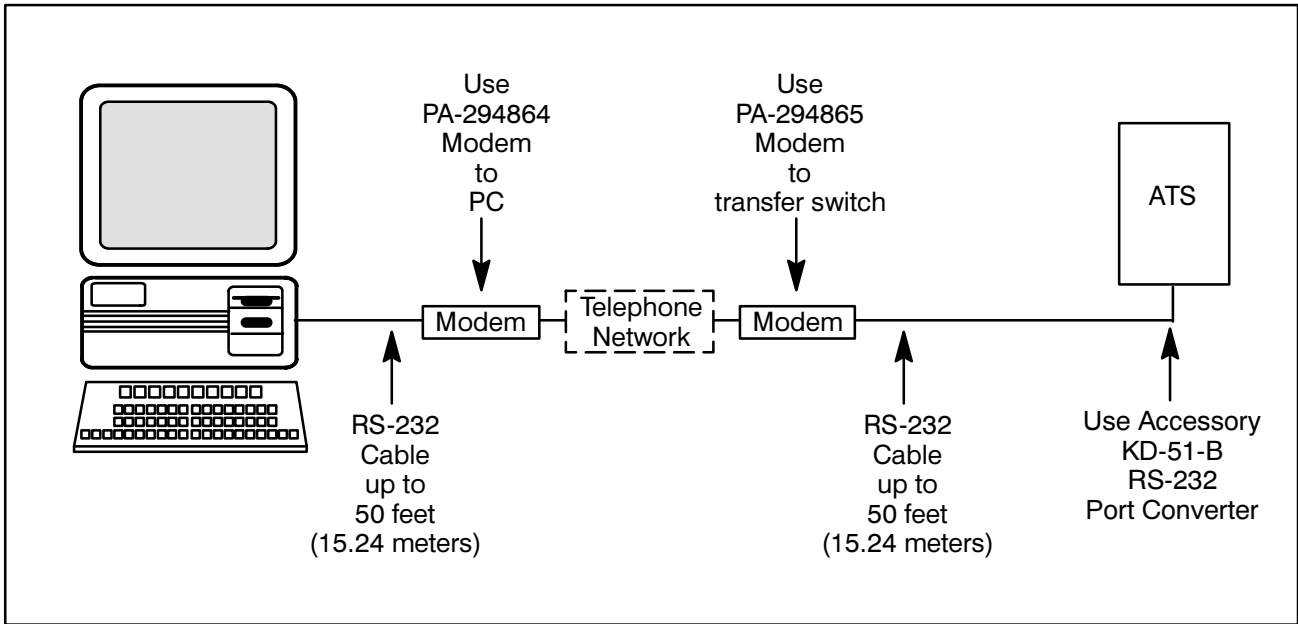 Use
PA-294864
Modem
to
PC
Use
PA-294865
Modem
to
transfer switch
ATS
Modem
Telephone
Network
Modem
RS-232
Cable
up to
50 feet
(15.24 meters)
RS-232
Cable
up to
50 feet
(15.24 meters)
Use Accessory
KD-51-B
RS-232
Port Converter